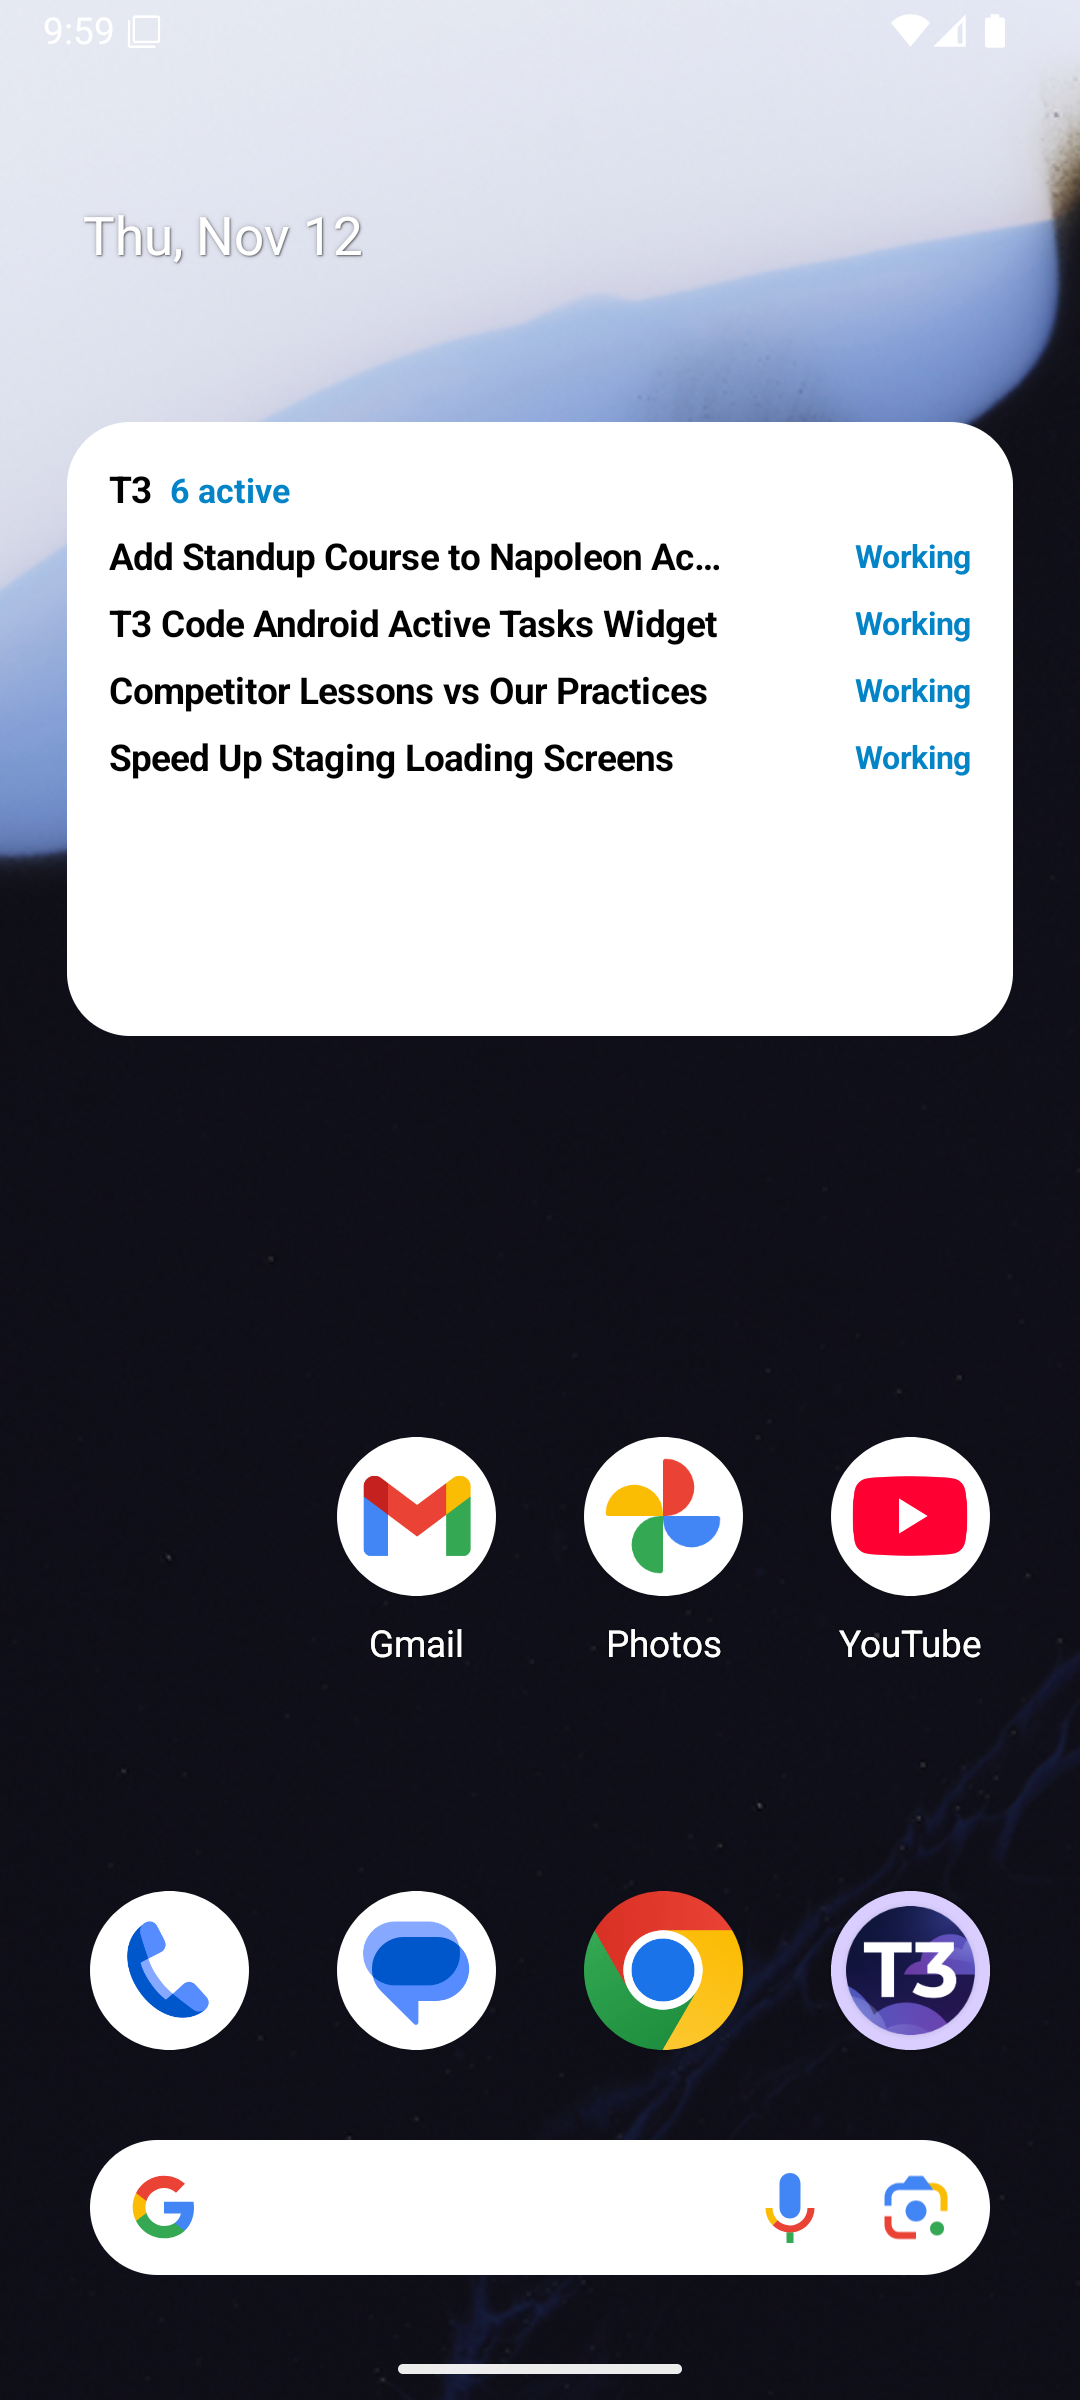 9:59
Thu, Nov 12
T3 6 active
Add Standup Course to Napoleon Ac... Working
T3 Code Android Active Tasks Widget Working
Competitor Lessons vs Our Practices Working
Speed Up Staging Loading Screens Working
Gmail Photos YouTube
T3